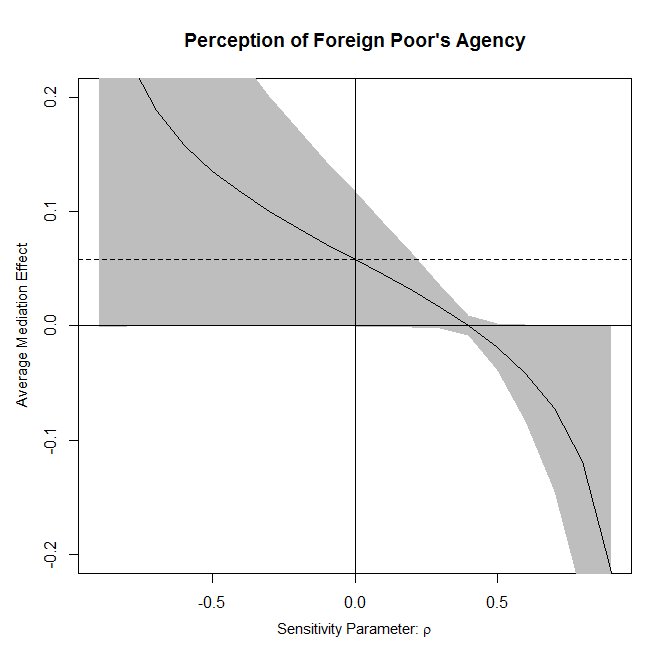 Perception of Foreign Poor's Agency
Average Mediation Effect
0.2
0.1
0.0
-0.1
-0.2
-0.5
0.0
0.5
Sensitivity Parameter: ρ